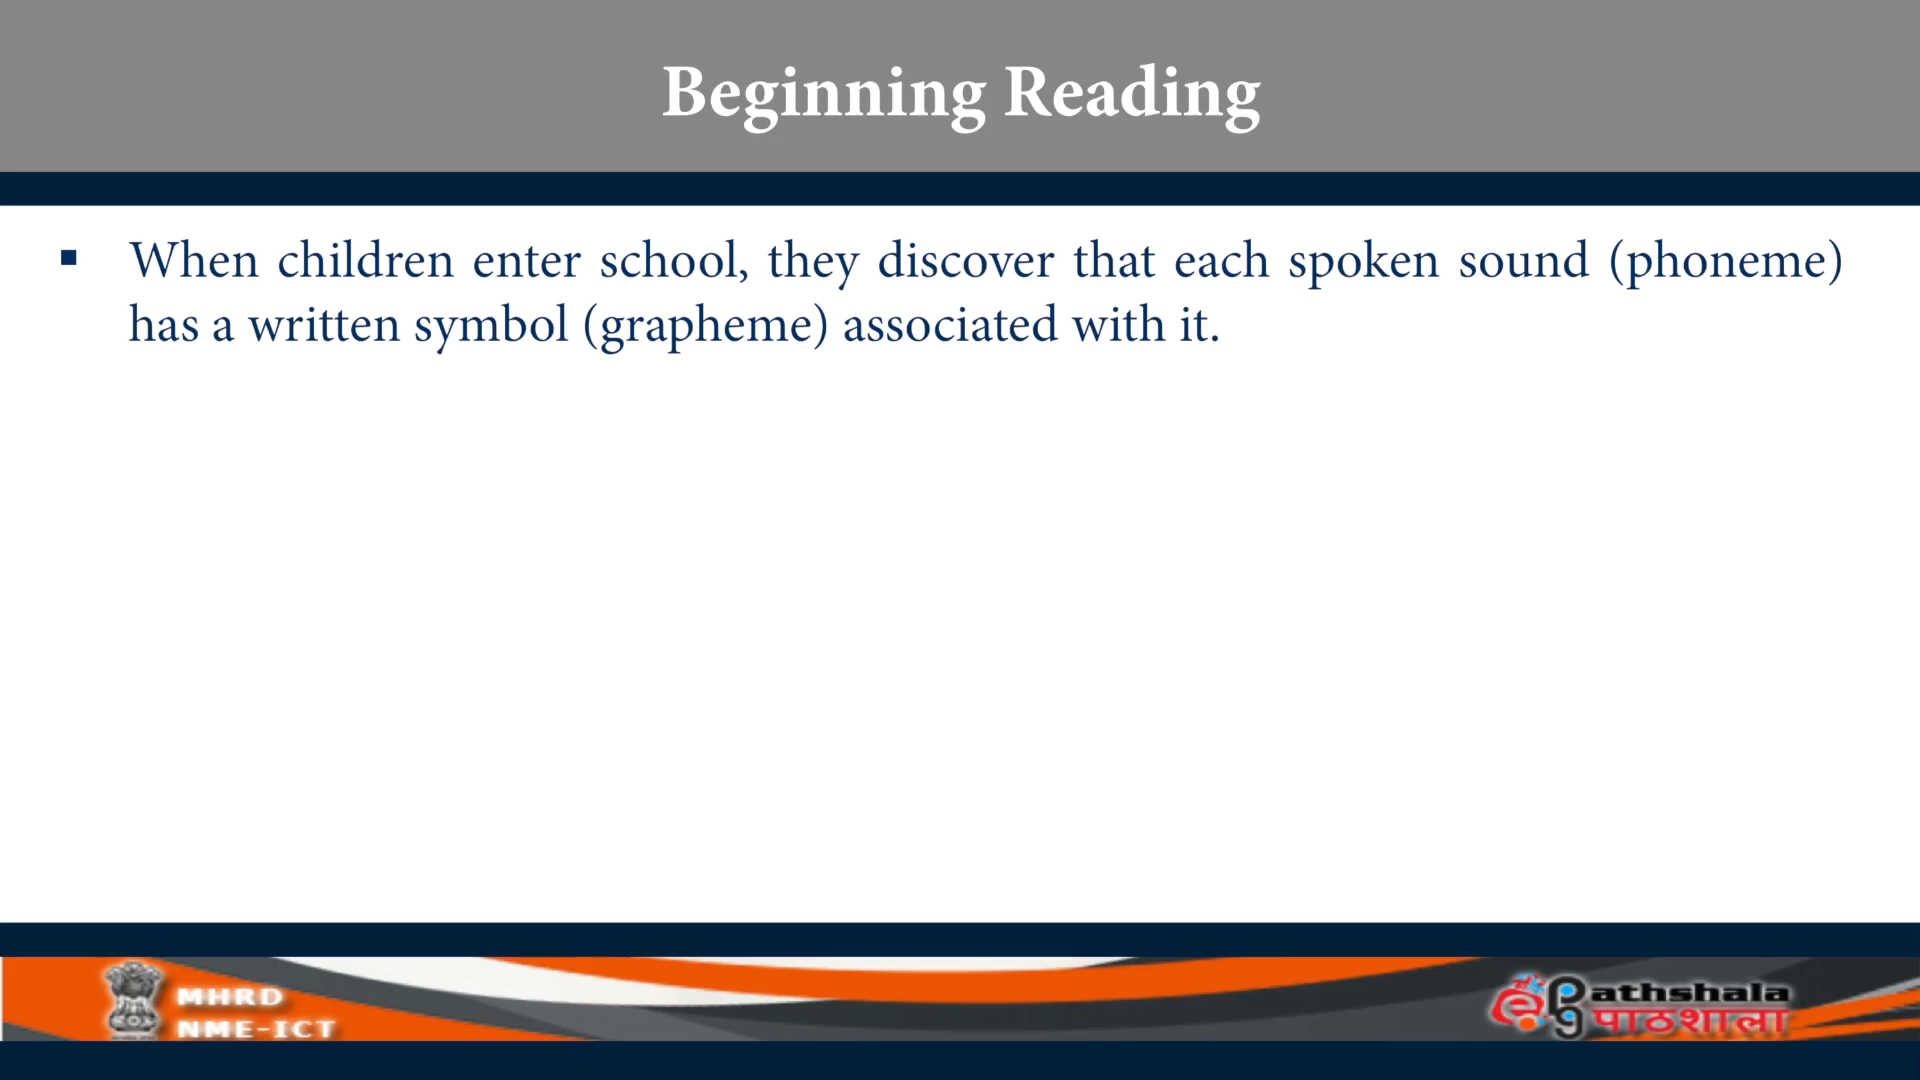 Beginning Reading
▪ When children enter school, they discover that each spoken sound (phoneme)
has a written symbol (grapheme) associated with it.
MHRD
NME-ICT
ePathshala
पाठशाला